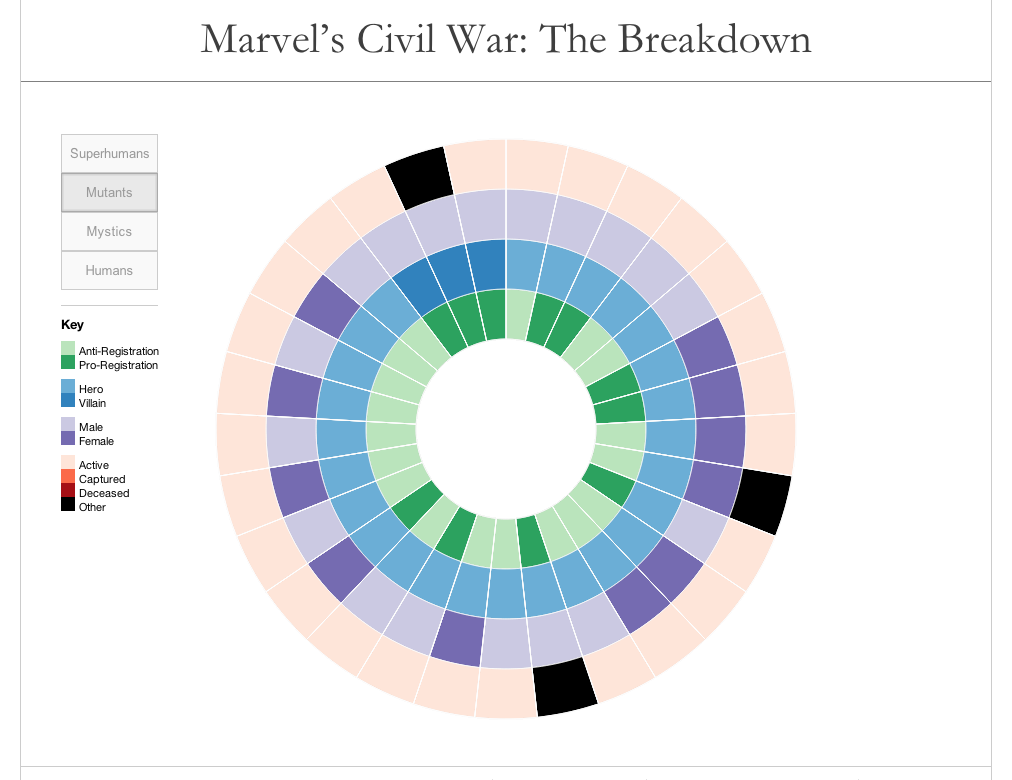 Marvel’s Civil War: The Breakdown
Superhumans
Mutants
Mystics
Humans
Key
Anti-Registration
Pro-Registration
Hero
Villain
Male
Female
Active
Captured
Deceased
Other